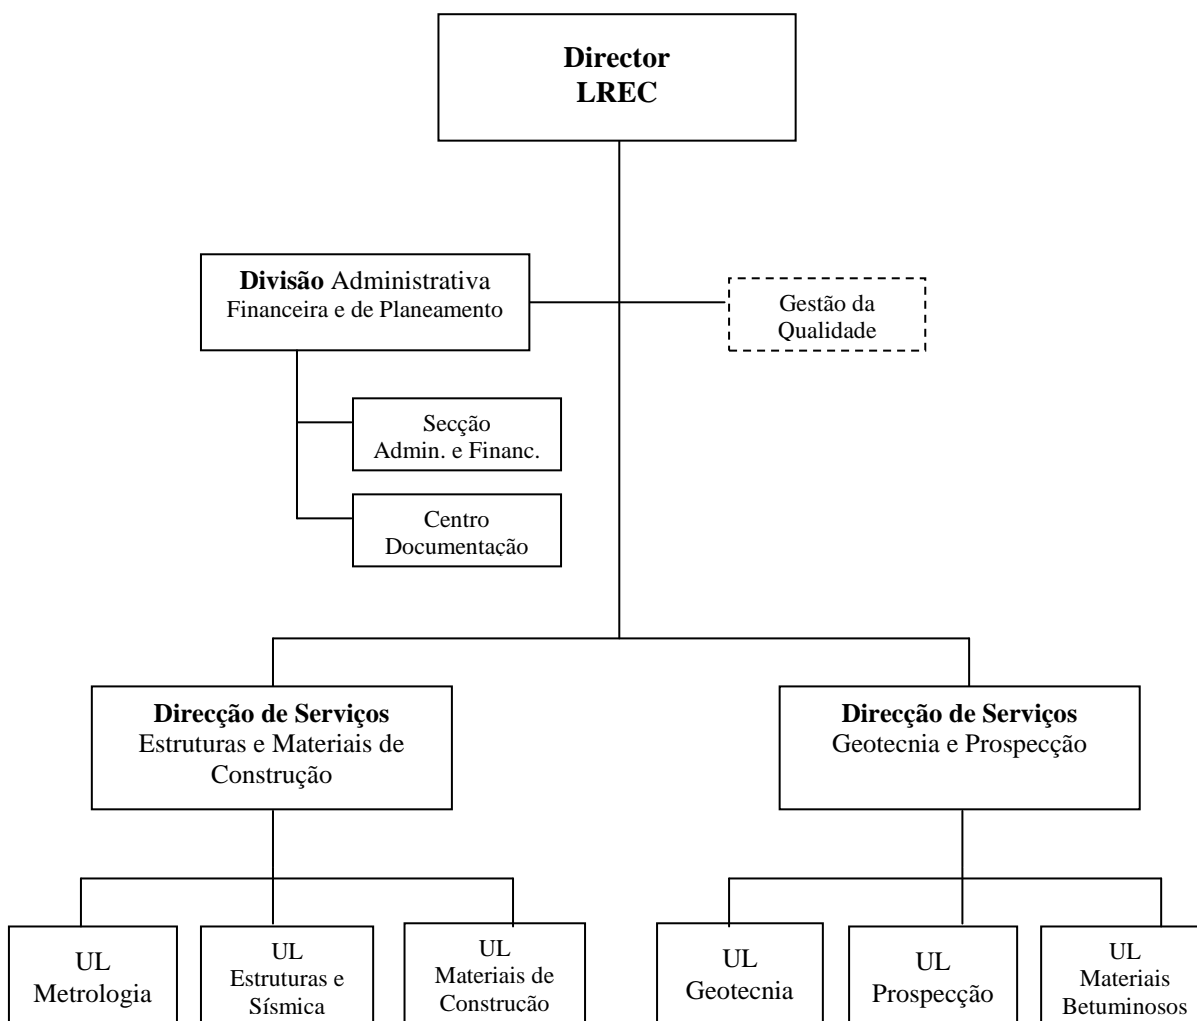 Director
LREC
Divisão Administrativa
Financeira e de Planeamento
Gestão da
Qualidade
Secção
Admin. e Financ.
Centro
Documentação
Direcção de Serviços
Estruturas e Materiais de
Construção
Direcção de Serviços
Geotecnia e Prospecção
UL
Metrologia
UL
Estruturas e
Sísmica
UL
Materiais de
Construção
UL
Geotecnia
UL
Prospecção
UL
Materiais
Betuminosos